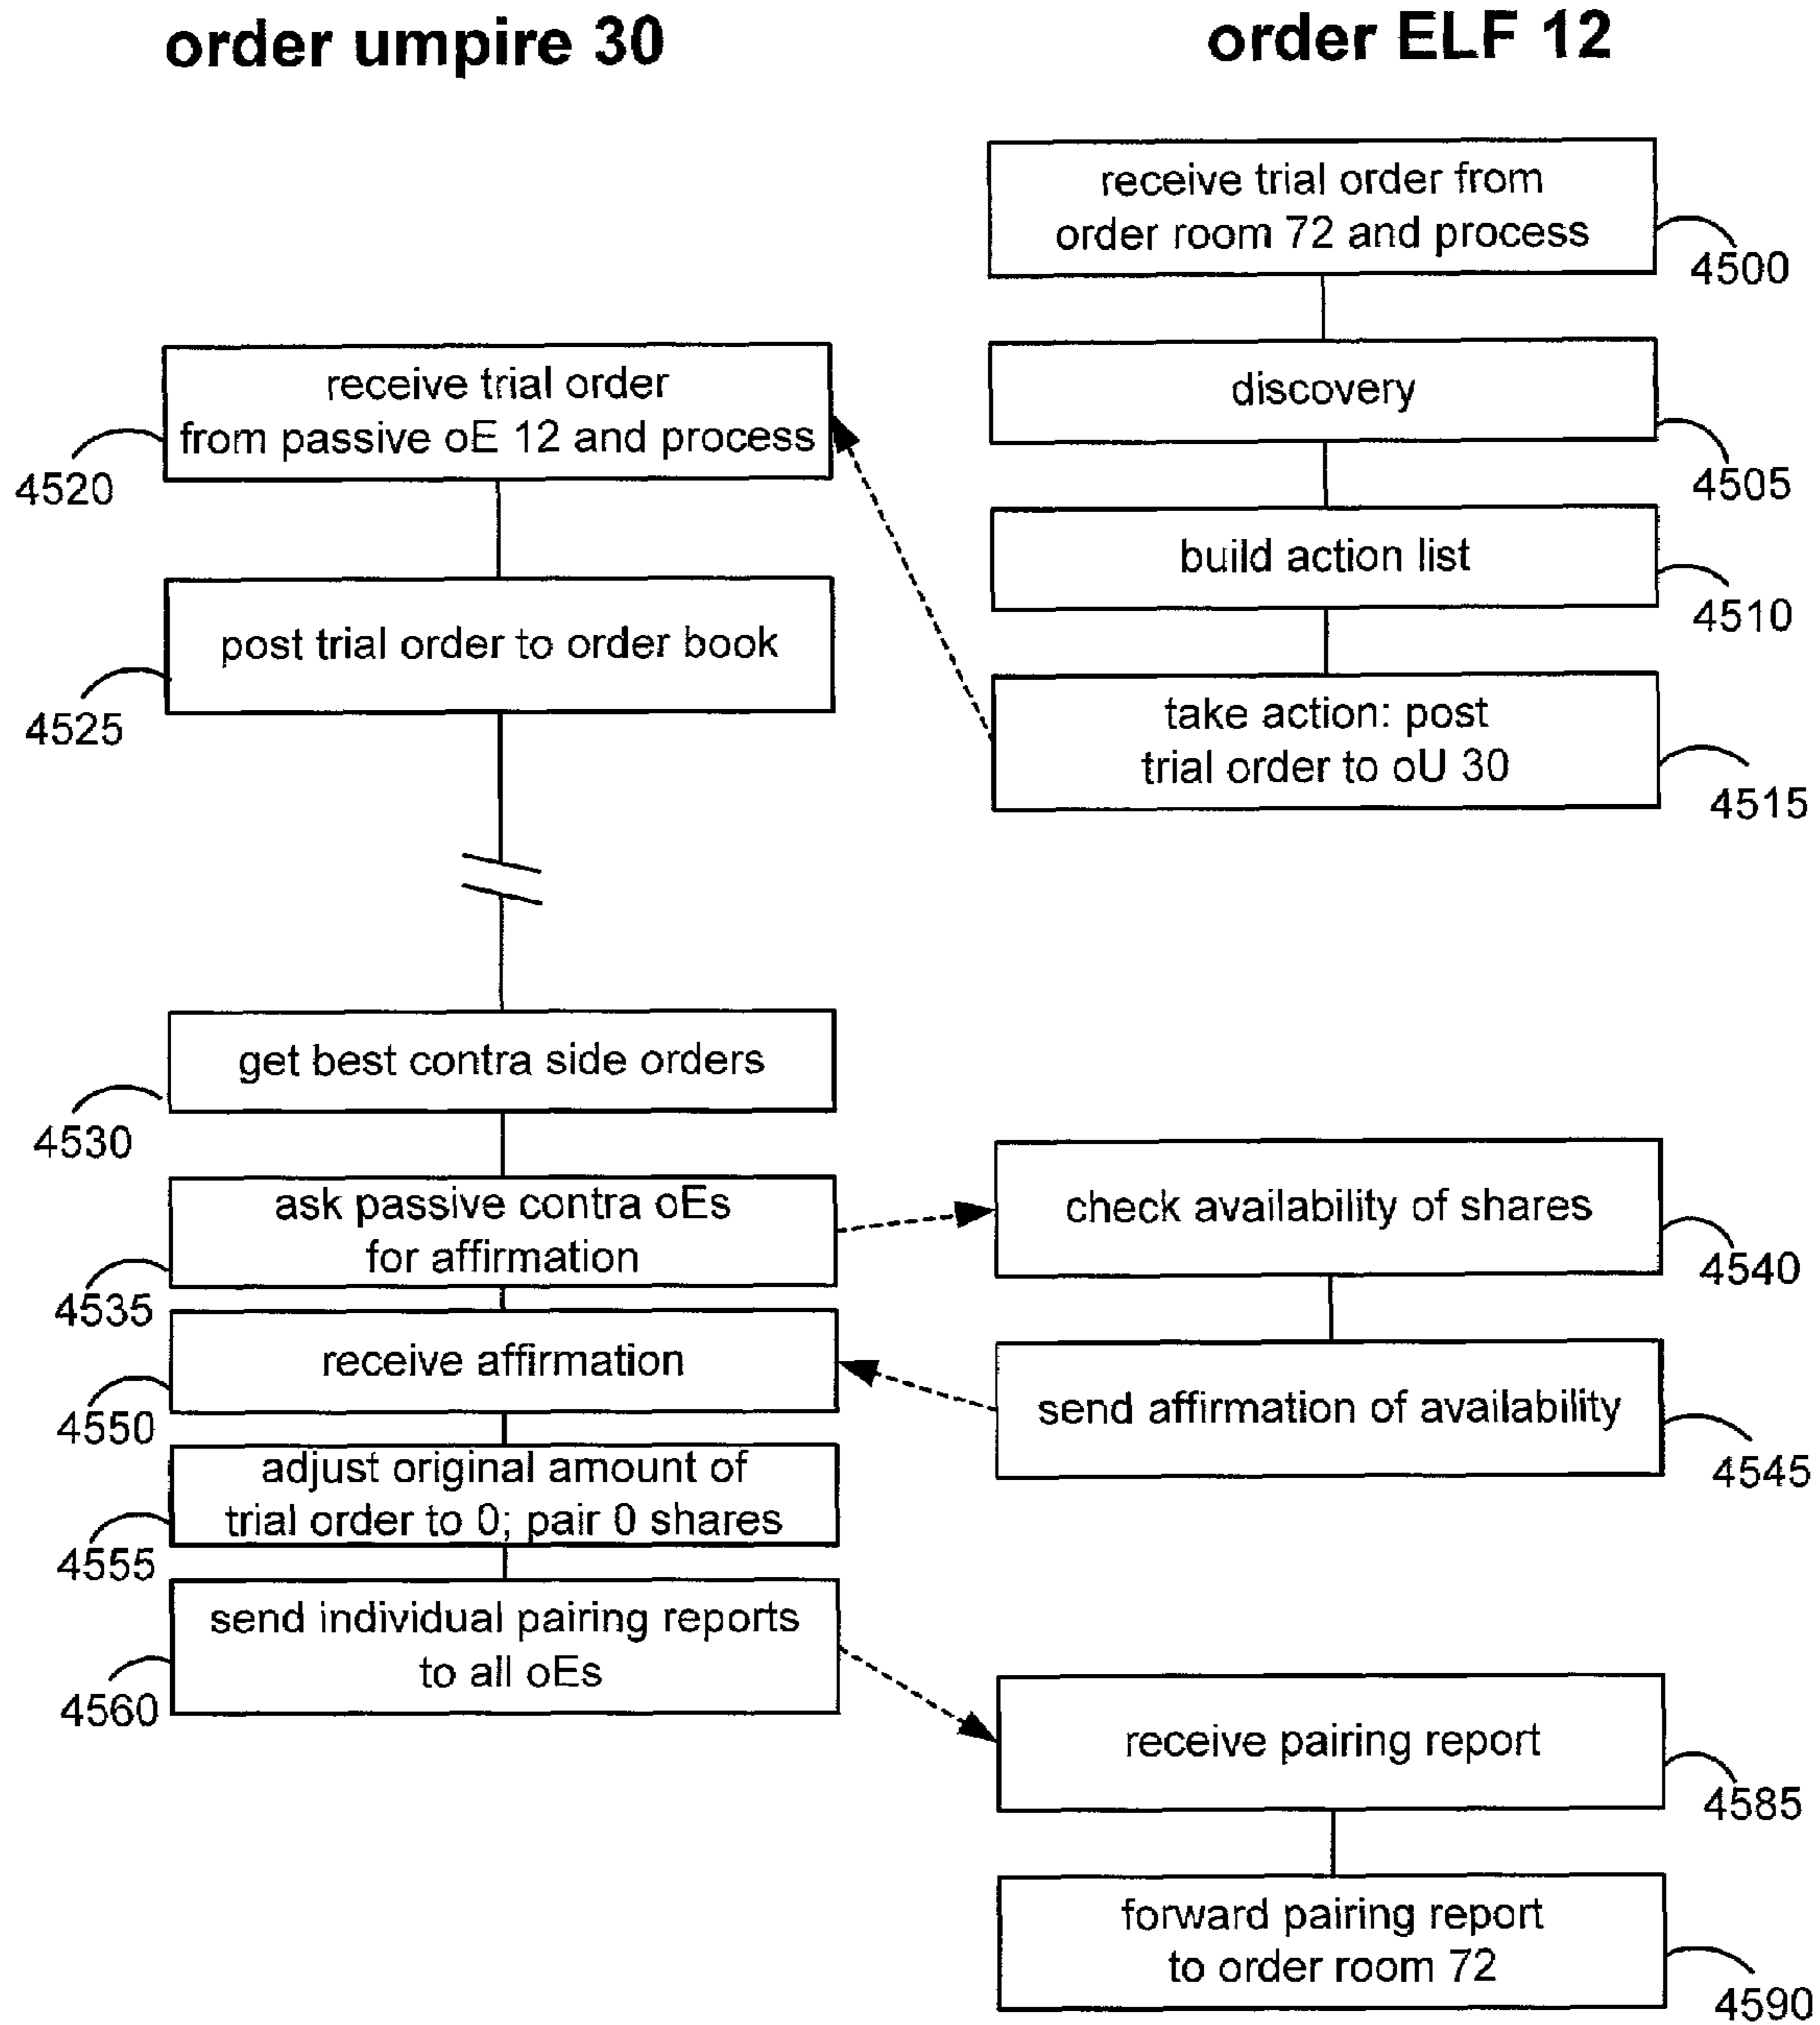 order umpire 30
order ELF 12
receive trial order from
order room 72 and process
4500
discovery
4505
build action list
4510
take action: post
trial order to oU 30
4515
receive trial order
from passive oE 12 and process
4520
post trial order to order book
4525
get best contra side orders
4530
ask passive contra oEs
for affirmation
4535
check availability of shares
4540
send affirmation of availability
4545
receive affirmation
4550
adjust original amount of
trial order to 0; pair 0 shares
4555
send individual pairing reports
to all oEs
4560
receive pairing report
4585
forward pairing report
to order room 72
4590